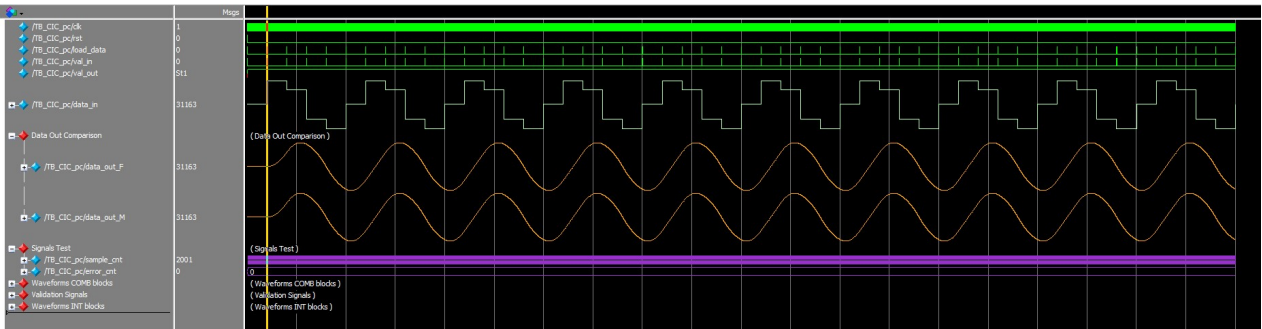 Msgs
/TB_CIC_pc/clk 1
/TB_CIC_pc/rst 0
/TB_CIC_pc/load_data 0
/TB_CIC_pc/val_in 0
/TB_CIC_pc/val_out St1
/TB_CIC_pc/data_in 31163
Data Out Comparison ( Data Out Comparison )
/TB_CIC_pc/data_out_F 31163
/TB_CIC_pc/data_out_M 31163
Signals Test ( Signals Test )
/TB_CIC_pc/sample_cnt 2001
/TB_CIC_pc/error_cnt 0 0
Waveforms COMB blocks ( Waveforms COMB blocks )
Validation Signals ( Validation Signals )
Waveforms INT blocks ( Waveforms INT blocks )